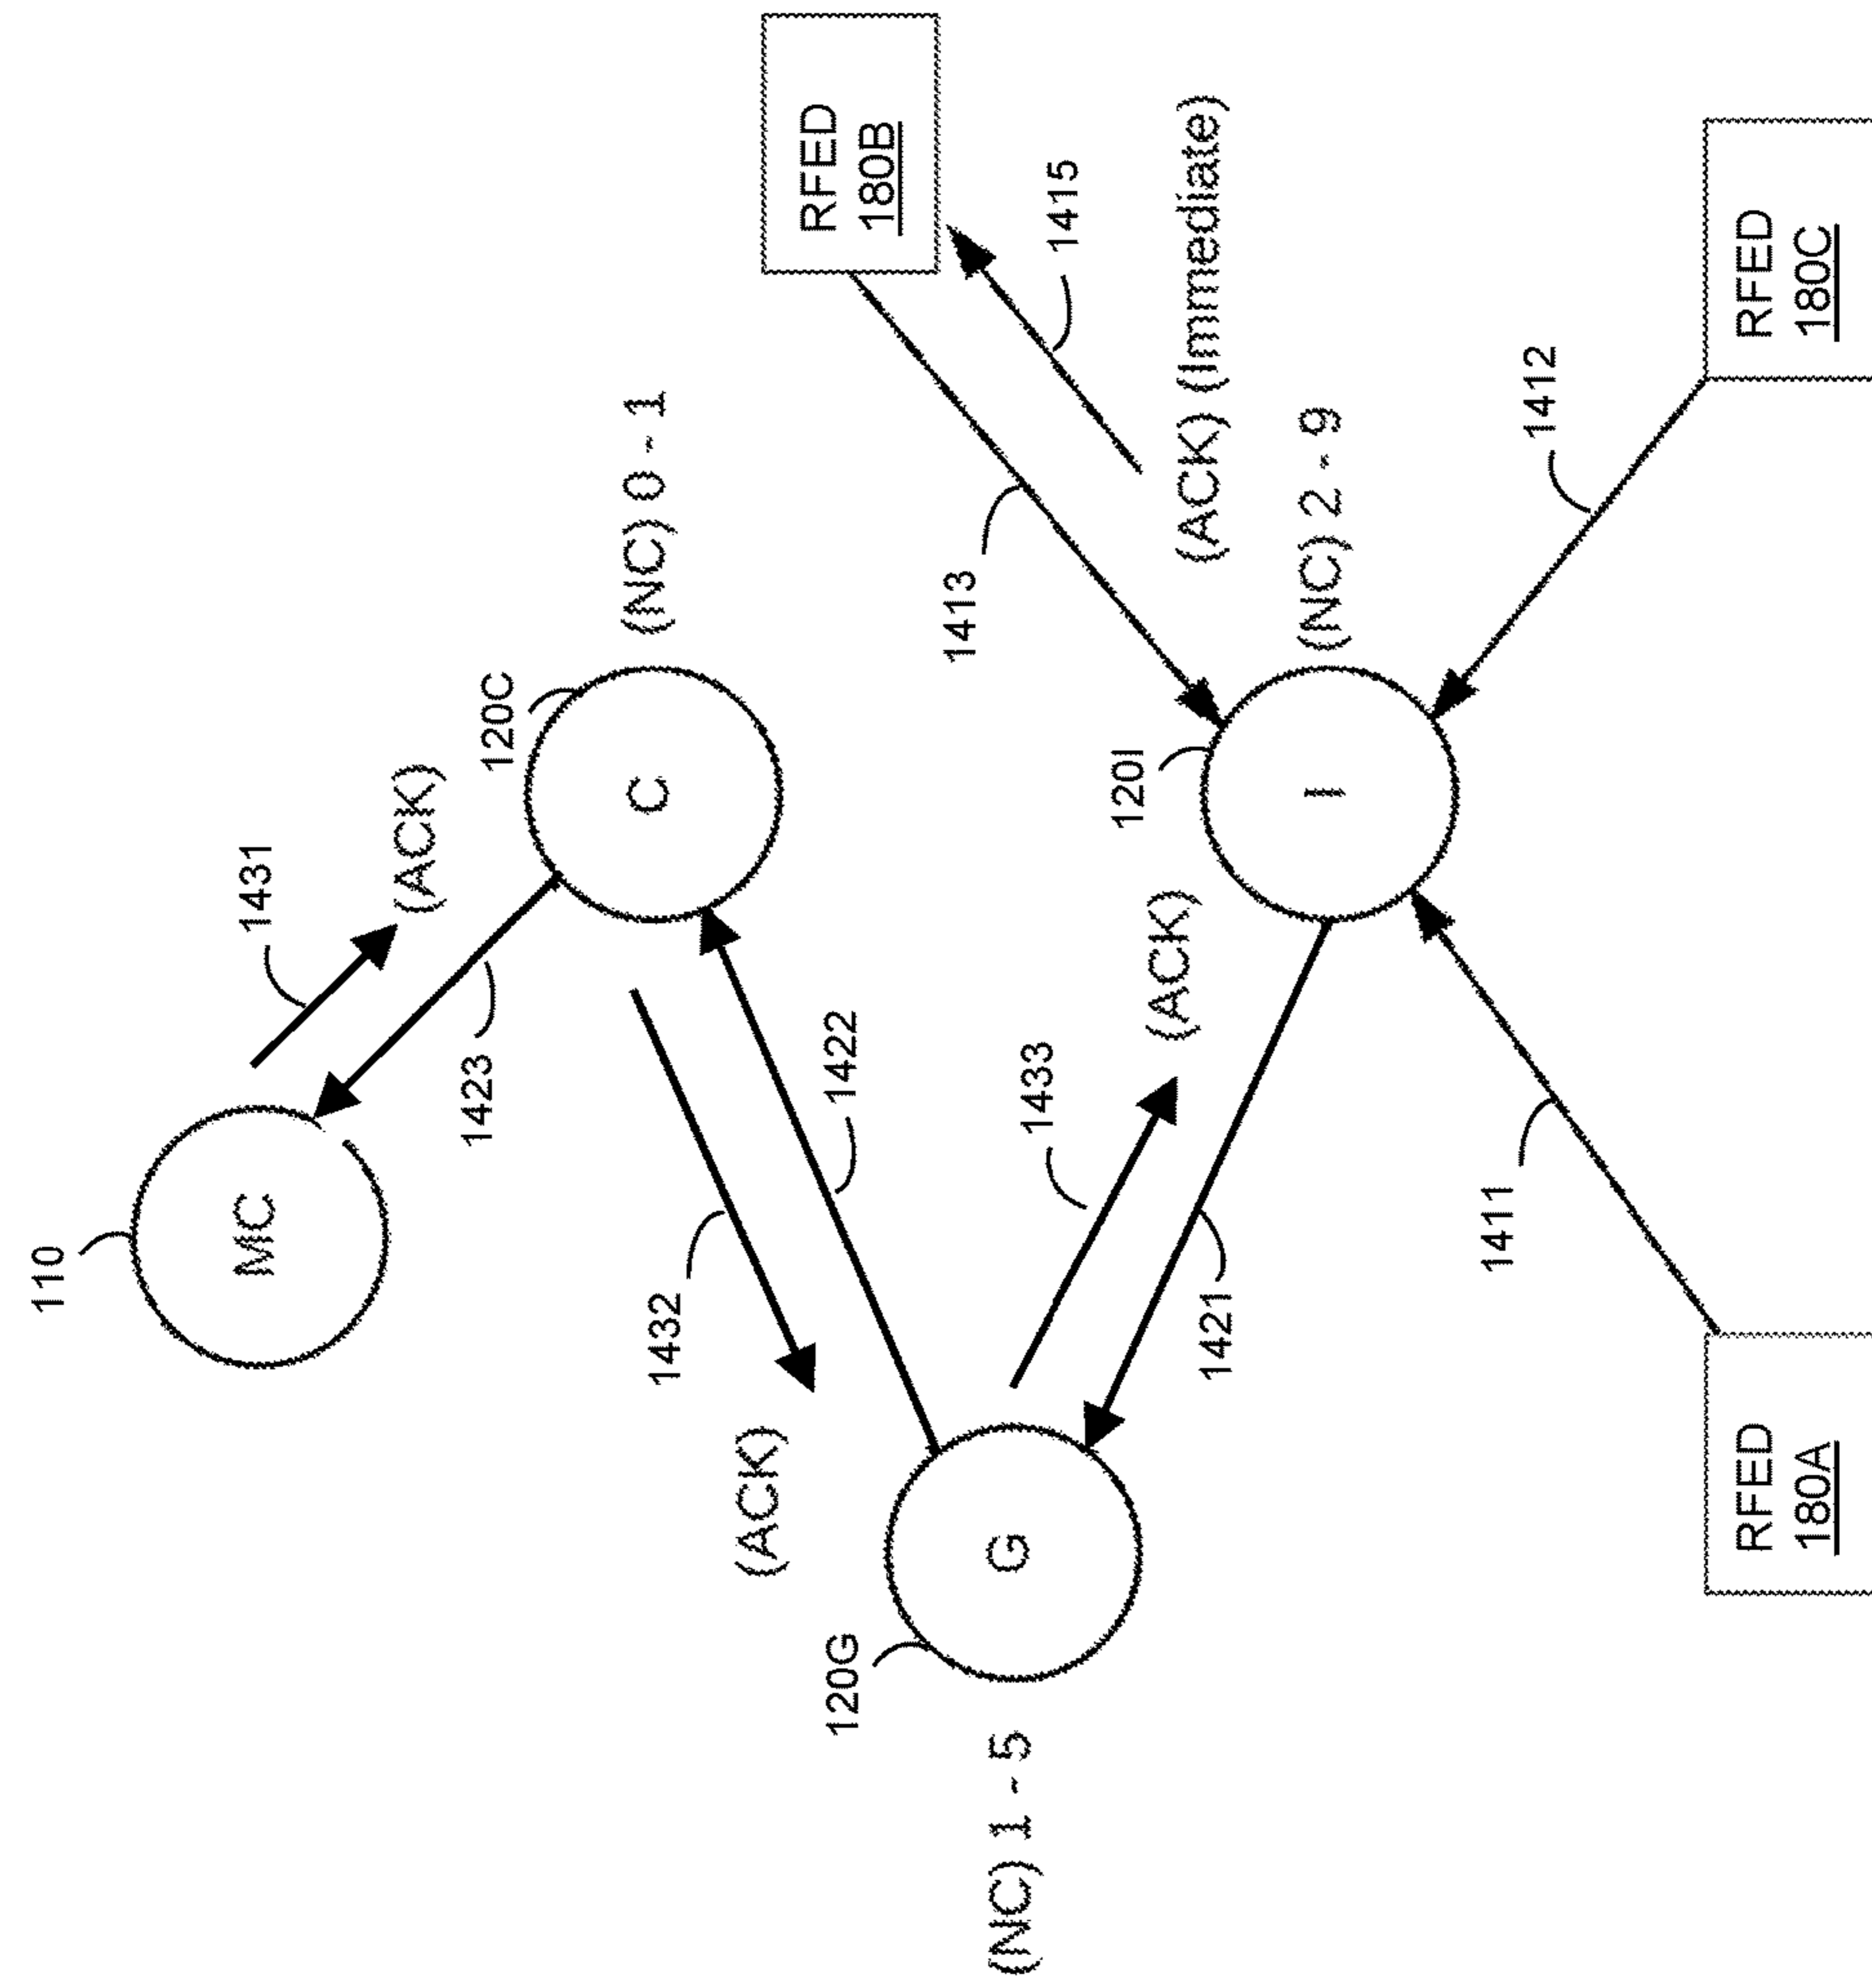 110
MC
1431
(ACK)
1423
120C
C
(NC) 0 - 1
1432
(ACK)
RFED
180B
120G
1422
1413
(NC) 1 - 5
G
1433
1415
120I
(ACK)
(ACK) (Immediate)
1421
I
(NC) 2 - 9
1411
1412
RFED
180A
RFED
180C